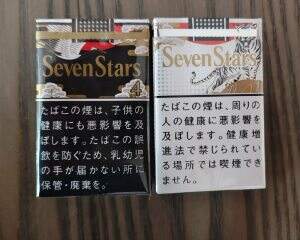 SevenStars
たばこの煙は、子供の
健康にも悪影響を及
ぼします。たばこの誤
飲を防ぐため、乳幼児
の手が届かない所に
保管・廃棄を。
SevenStars
たばこの煙は、周りの
人の健康に悪影響を
及ぼします。健康増
進法で禁じられてい
る場所では喫煙でき
ません。